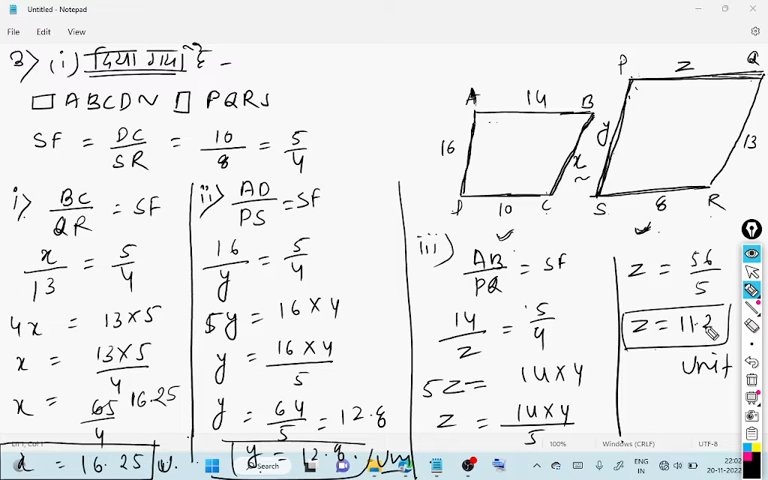 Untitled - Notepad
File Edit View
3> (i) दिया गया है -
□ ABCD ~ □ PQRS
SF = DC/SR = 10/8 = 5/4
i> BC/QR = SF
x/13 = 5/4
4x = 13×5
x = 13×5/4
x = 65/4 16.25
x = 16.25 u.
ii> AD/PS = SF
16/y = 5/4
5y = 16×4
y = 16×4/5
y = 64/5 = 12.8
y = 12.8 / unit
iii) AB/PQ = SF
14/z = 5/4
5z = 14×4
z = 14×4/5
z = 56/5
z = 11.2
unit
A 14 B
16 x
D 10 C
P z Q
y 13
S 8 R
100% Windows (CRLF) UTF-8
Search
ENG
IN
22:02
20-11-2022